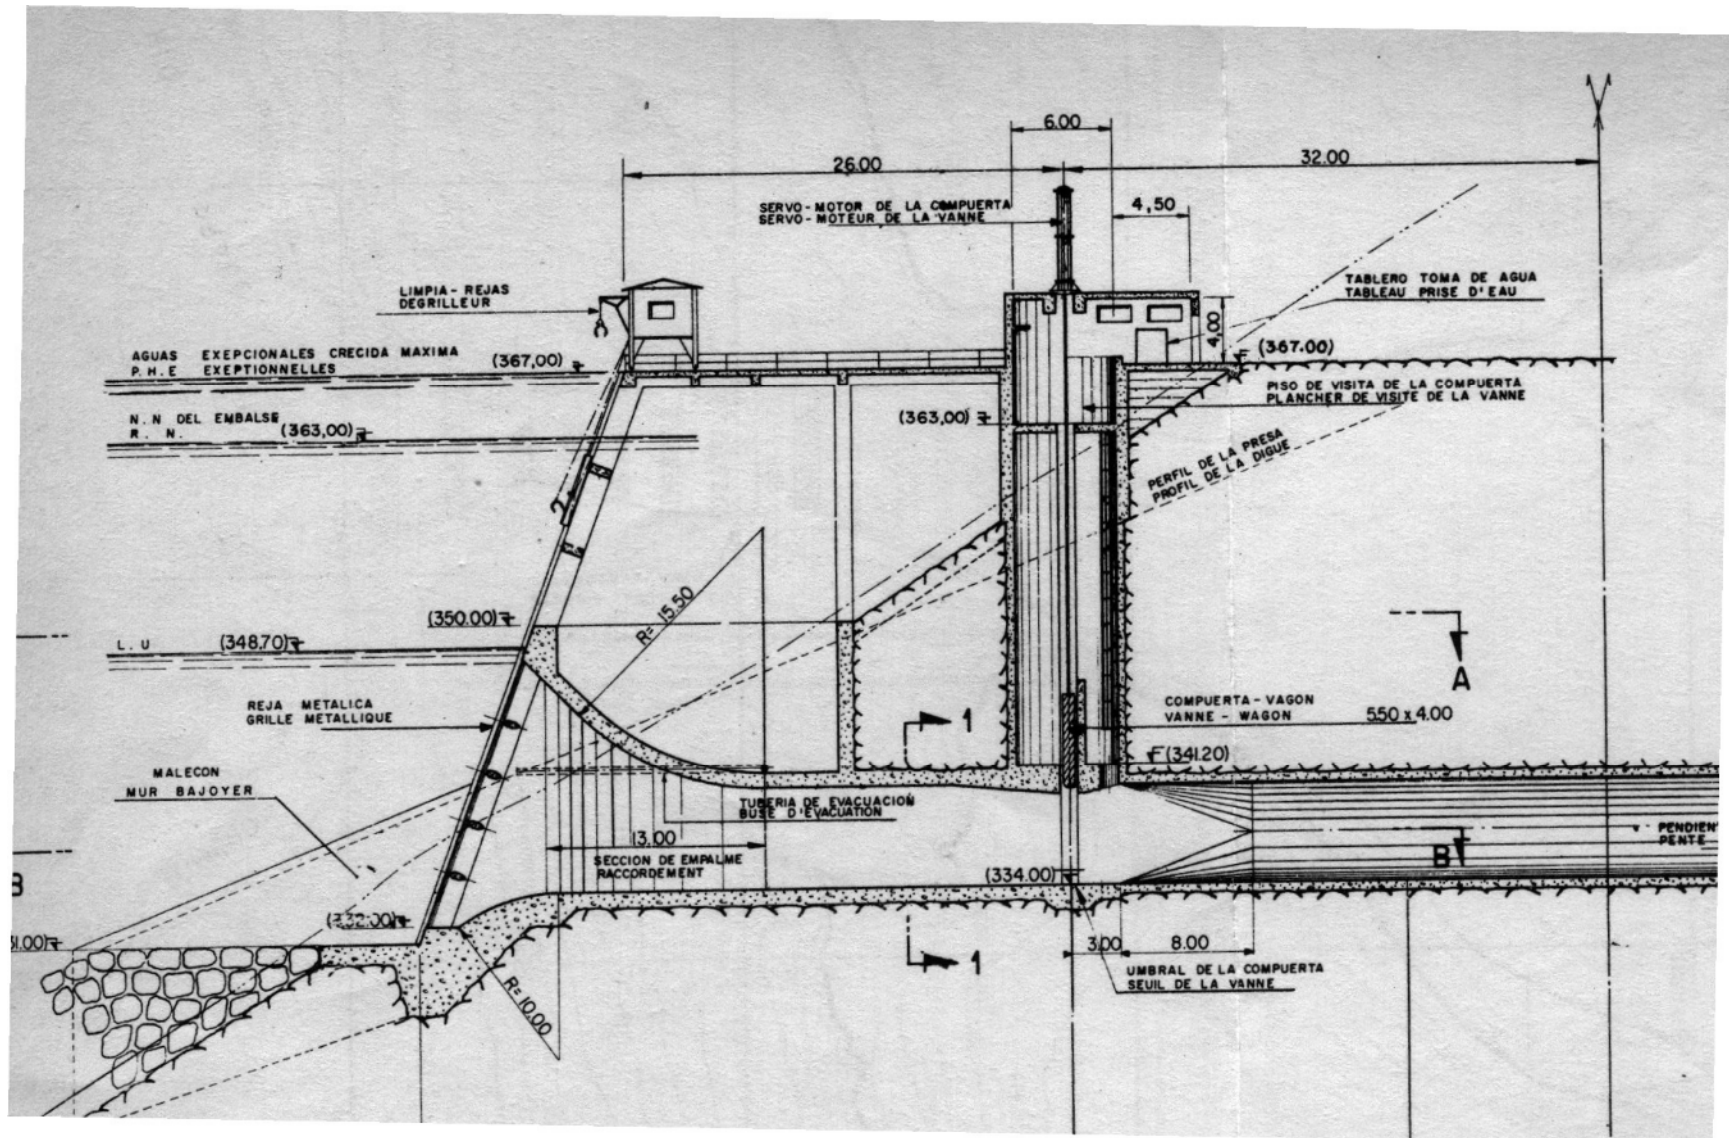 6.00
26.00
32.00
SERVO-MOTOR DE LA COMPUERTA
SERVO-MOTEUR DE LA VANNE
4,50
LIMPIA-REJAS
DEGRILLEUR
TABLERO TOMA DE AGUA
TABLEAU PRISE D'EAU
4,00
AGUAS EXEPCIONALES CRECIDA MAXIMA
P.H.E EXEPTIONNELLES
(367,00)
(367.00)
PISO DE VISITA DE LA COMPUERTA
PLANCHER DE VISITE DE LA VANNE
N.N DEL EMBALSE
R. N.
(363,00)
(363,00)
PERFIL DE LA PRESA
PROFIL DE LA DIGUE
R= 15.50
(350.00)
L.U
(348.70)
A
REJA METALICA
GRILLE METALLIQUE
1
COMPUERTA-VAGON
VANNE-WAGON
5.50 x 4.00
(341.20)
MALECON
MUR BAJOYER
TUBERIA DE EVACUACION
BUSE D'EVACUATION
13.00
SECCION DE EMPALME
RACCORDEMENT
PENDIEN
PENTE
B
B
(334.00)
(332.00)
31.00)
3.00
8.00
1
UMBRAL DE LA COMPUERTA
SEUIL DE LA VANNE
R= 10.00